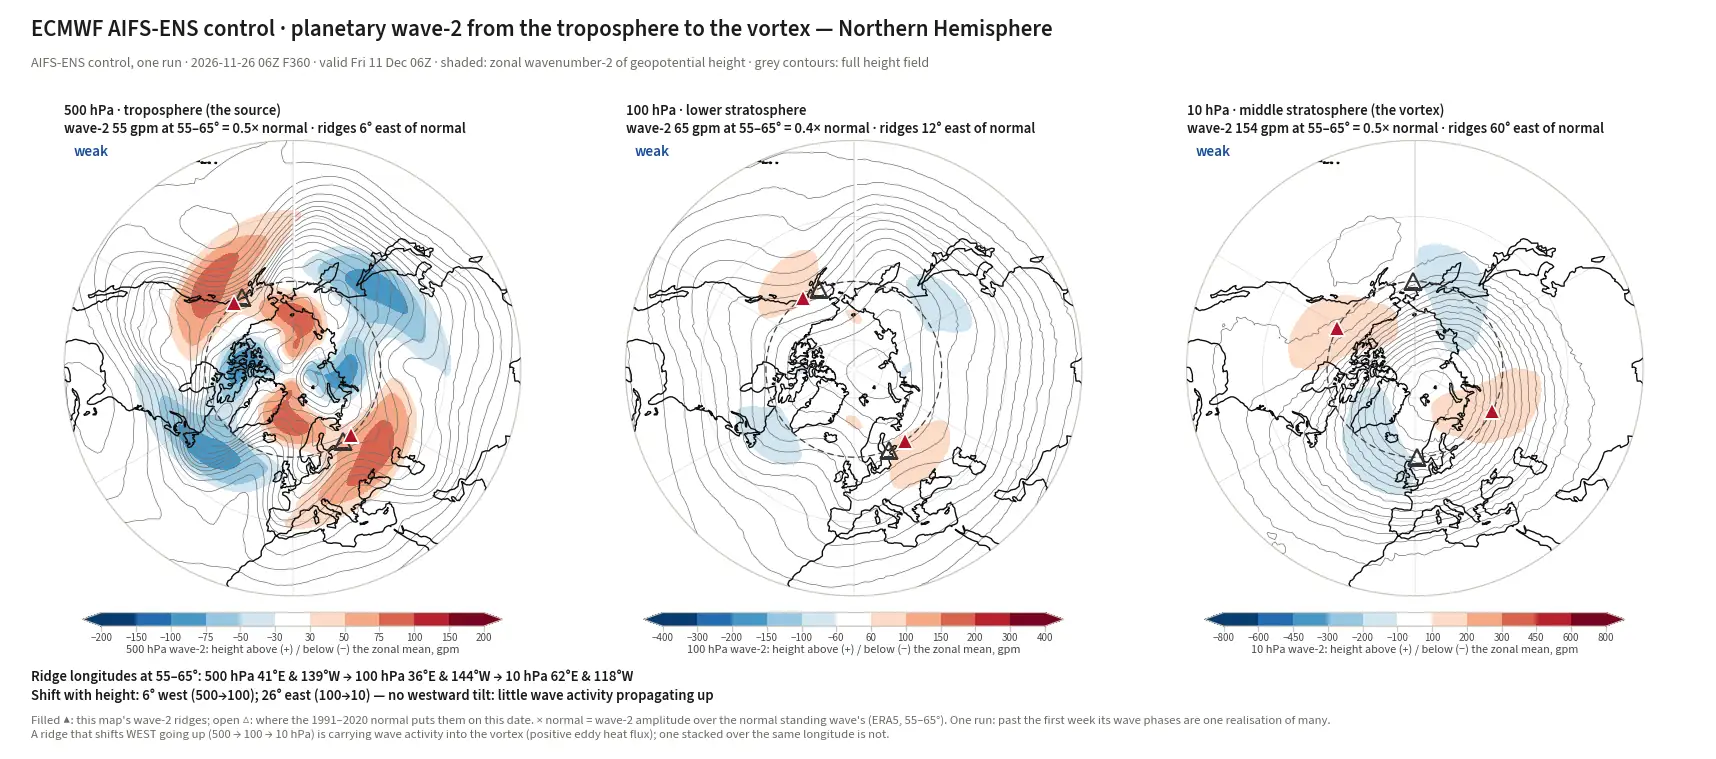 ECMWF AIFS-ENS control · planetary wave-2 from the troposphere to the vortex — Northern Hemisphere
AIFS-ENS control, one run · 2026-11-26 06Z F360 · valid Fri 11 Dec 06Z · shaded: zonal wavenumber-2 of geopotential height · grey contours: full height field
500 hPa · troposphere (the source)
wave-2 55 gpm at 55–65° = 0.5× normal · ridges 6° east of normal
weak
100 hPa · lower stratosphere
wave-2 65 gpm at 55–65° = 0.4× normal · ridges 12° east of normal
weak
10 hPa · middle stratosphere (the vortex)
wave-2 154 gpm at 55–65° = 0.5× normal · ridges 60° east of normal
weak
−200 −150 −100 −75 −50 −30 30 50 75 100 150 200
500 hPa wave-2: height above (+) / below (−) the zonal mean, gpm
−400 −300 −200 −150 −100 −60 60 100 150 200 300 400
100 hPa wave-2: height above (+) / below (−) the zonal mean, gpm
−800 −600 −450 −300 −200 −100 100 200 300 450 600 800
10 hPa wave-2: height above (+) / below (−) the zonal mean, gpm
Ridge longitudes at 55–65°: 500 hPa 41°E & 139°W → 100 hPa 36°E & 144°W → 10 hPa 62°E & 118°W
Shift with height: 6° west (500→100); 26° east (100→10) — no westward tilt: little wave activity propagating up
Filled ▲: this map's wave-2 ridges; open △: where the 1991–2020 normal puts them on this date. × normal = wave-2 amplitude over the normal standing wave's (ERA5, 55–65°). One run: past the first week its wave phases are one realisation of many.
A ridge that shifts WEST going up (500 → 100 → 10 hPa) is carrying wave activity into the vortex (positive eddy heat flux); one stacked over the same longitude is not.